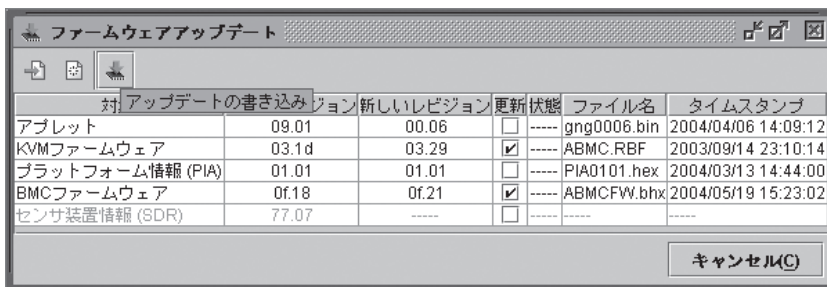 ファームウェアアップデート
アップデートの書き込み
対 ジョン 新しいレビジョン 更新 状態 ファイル名 タイムスタンプ
アプレット 09.01 00.06 ----- gng0006.bin 2004/04/06 14:09:12
KVMファームウェア 03.1d 03.29 ----- ABMC.RBF 2003/09/14 23:10:14
プラットフォーム情報 (PIA) 01.01 01.01 ----- PIA0101.hex 2004/03/13 14:44:00
BMCファームウェア 0f.18 0f.21 ----- ABMCFW.bhx 2004/05/19 15:23:02
センサ装置情報 (SDR) 77.07 ----- ----- ----- -----
キャンセル(C)